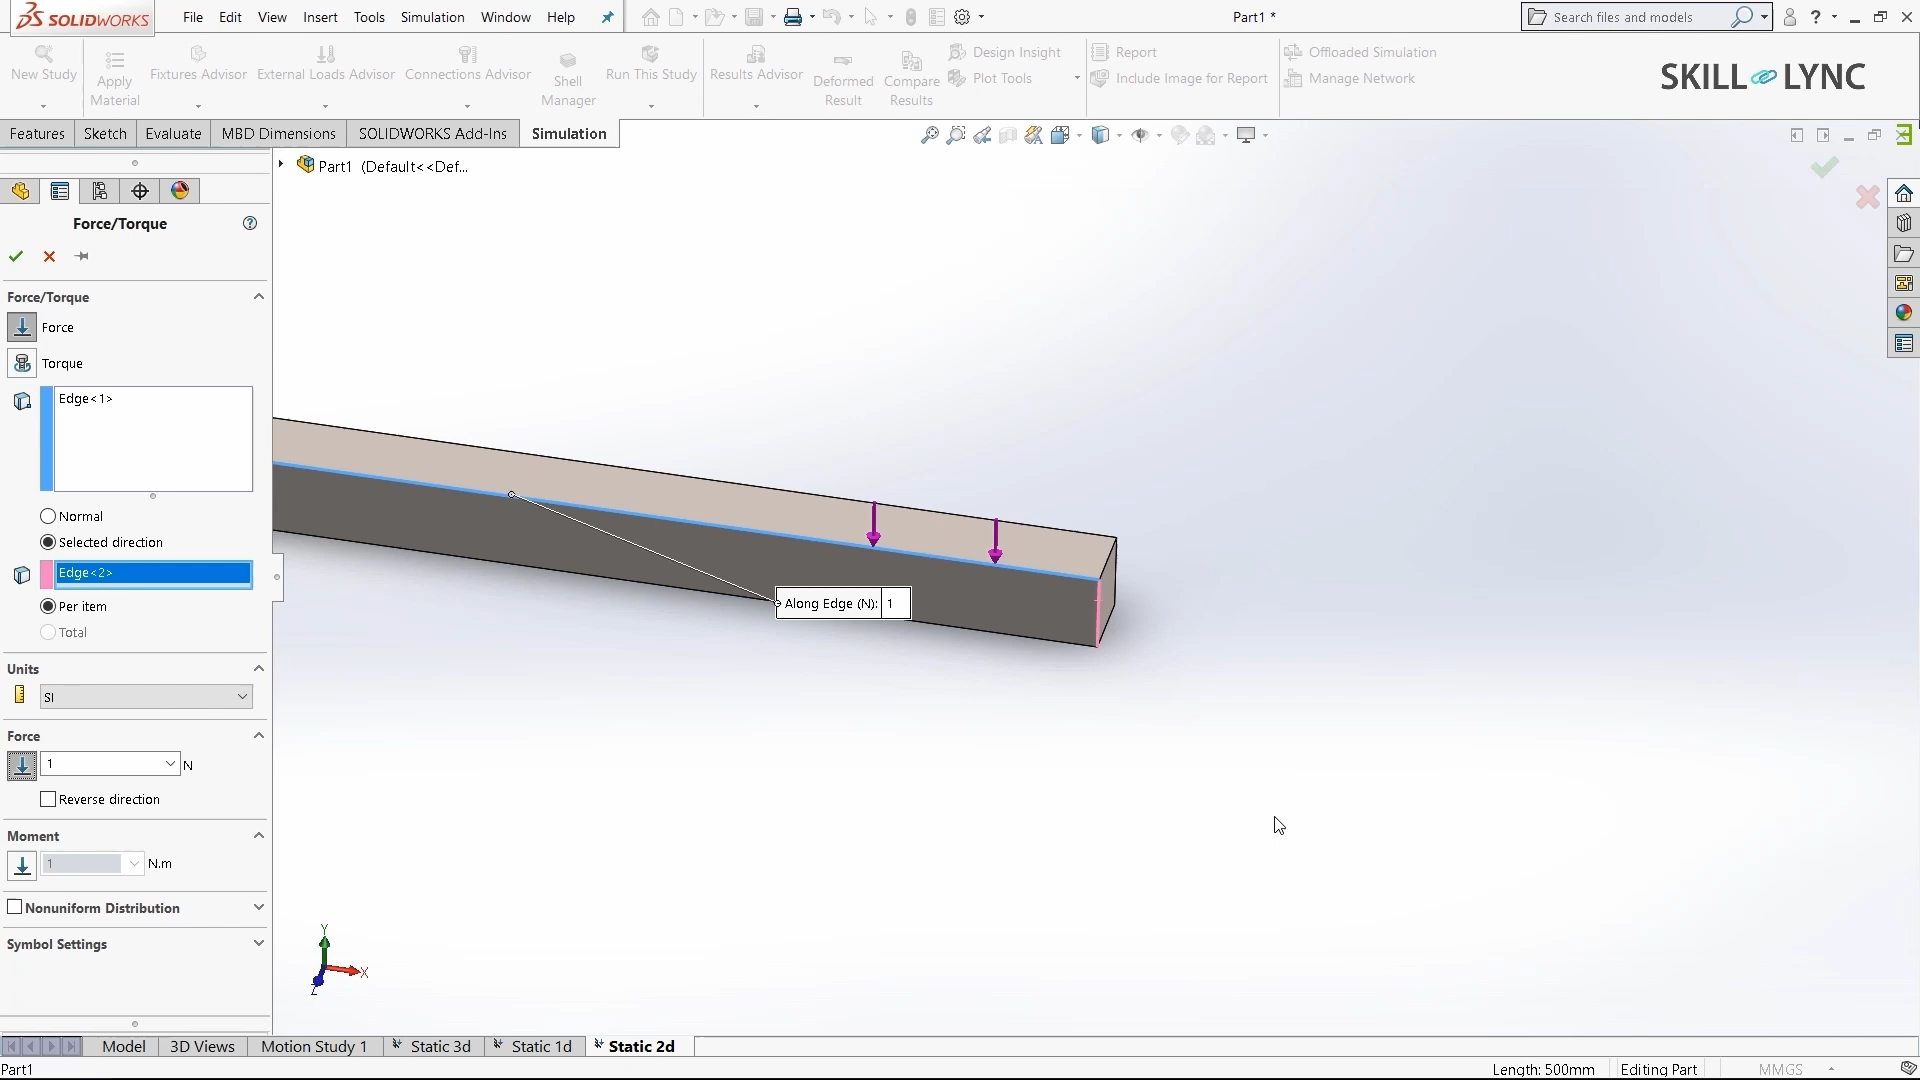 SOLIDWORKS File Edit View Insert Tools Simulation Window Help Part1 * Search files and models ?
New Study Apply Material Fixtures Advisor External Loads Advisor Connections Advisor Shell Manager Run This Study Results Advisor Deformed Result Compare Results Design Insight Plot Tools Report Include Image for Report Offloaded Simulation Manage Network
SKILL LYNC
Features Sketch Evaluate MBD Dimensions SOLIDWORKS Add-Ins Simulation
Part1 (Default<<Def...
Force/Torque ?
Force/Torque
Force
Torque
Edge<1>
Normal
Selected direction
Edge<2>
Per item
Total
Along Edge (N): 1
Units
SI
Force
1 N
Reverse direction
Moment
1 N.m
Nonuniform Distribution
Symbol Settings
Y
X
Z
Model 3D Views Motion Study 1 Static 3d Static 1d Static 2d
Part1 Length: 500mm Editing Part MMGS